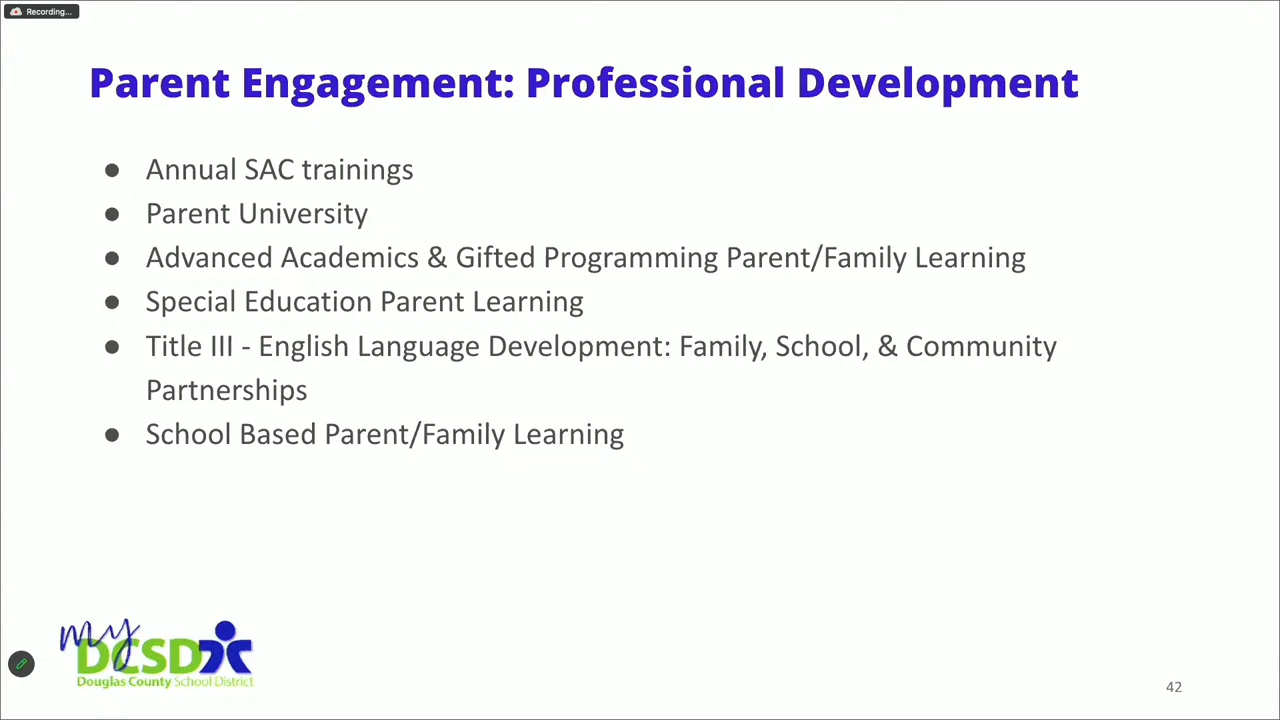 Recording...
Parent Engagement: Professional Development
● Annual SAC trainings
● Parent University
● Advanced Academics & Gifted Programming Parent/Family Learning
● Special Education Parent Learning
● Title III - English Language Development: Family, School, & Community
Partnerships
● School Based Parent/Family Learning
my
DCSD
Douglas County School District
42